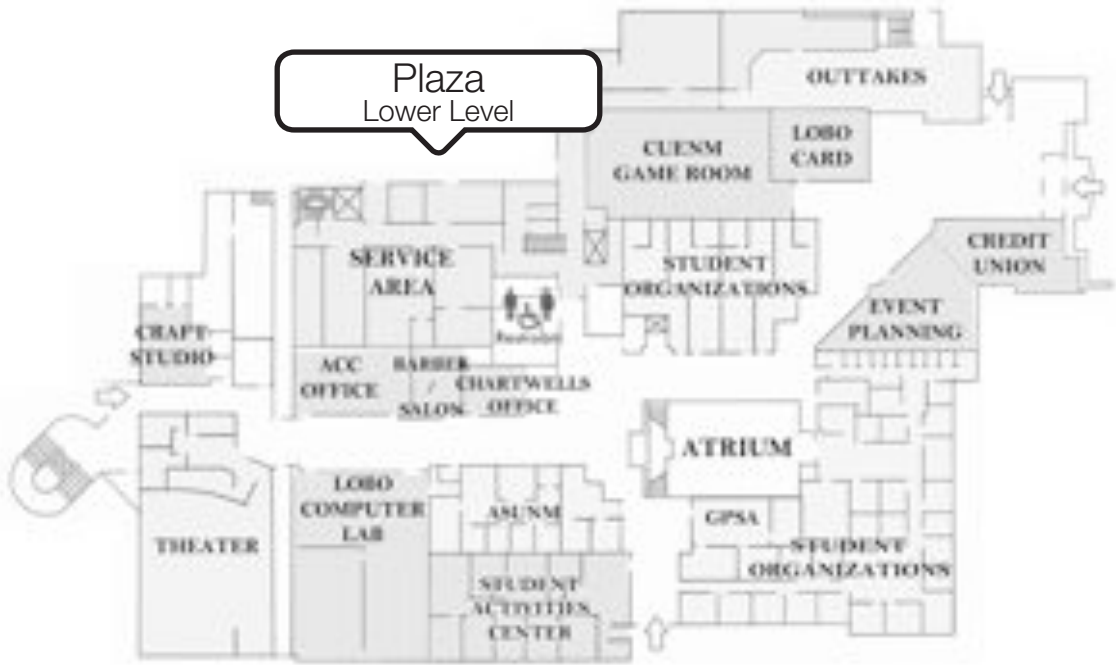 Plaza
Lower Level
OUTTAKES
LOBO
CARD
CUENM
GAME ROOM
CREDIT
UNION
SERVICE
AREA
STUDENT
ORGANIZATIONS
EVENT
PLANNING
Restrooms
CRAFT
STUDIO
ACC
OFFICE
BARBER
SALON
CHARTWELLS
OFFICE
ATRIUM
LOBO
COMPUTER
LAB
ASUNM
GPSA
THEATER
STUDENT
ORGANIZATIONS
STUDENT
ACTIVITIES
CENTER